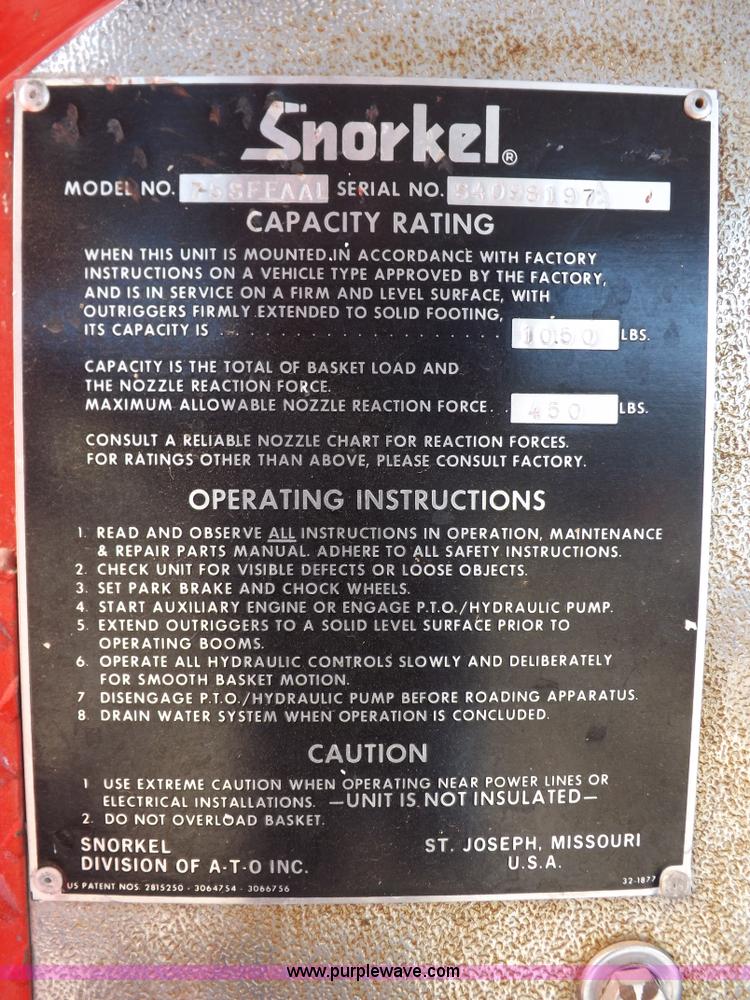 Snorkel®
MODEL NO. SERIAL NO.
CAPACITY RATING
WHEN THIS UNIT IS MOUNTED IN ACCORDANCE WITH FACTORY
INSTRUCTIONS ON A VEHICLE TYPE APPROVED BY THE FACTORY,
AND IS IN SERVICE ON A FIRM AND LEVEL SURFACE, WITH
OUTRIGGERS FIRMLY EXTENDED TO SOLID FOOTING,
ITS CAPACITY IS . . . . . . . . . . . . . . . . . . . . . . 1050 LBS.
CAPACITY IS THE TOTAL OF BASKET LOAD AND
THE NOZZLE REACTION FORCE.
MAXIMUM ALLOWABLE NOZZLE REACTION FORCE. . 450 LBS.
CONSULT A RELIABLE NOZZLE CHART FOR REACTION FORCES.
FOR RATINGS OTHER THAN ABOVE, PLEASE CONSULT FACTORY.
OPERATING INSTRUCTIONS
1. READ AND OBSERVE ALL INSTRUCTIONS IN OPERATION, MAINTENANCE
& REPAIR PARTS MANUAL. ADHERE TO ALL SAFETY INSTRUCTIONS.
2. CHECK UNIT FOR VISIBLE DEFECTS OR LOOSE OBJECTS.
3. SET PARK BRAKE AND CHOCK WHEELS.
4. START AUXILIARY ENGINE OR ENGAGE P.T.O./HYDRAULIC PUMP.
5. EXTEND OUTRIGGERS TO A SOLID LEVEL SURFACE PRIOR TO
OPERATING BOOMS.
6. OPERATE ALL HYDRAULIC CONTROLS SLOWLY AND DELIBERATELY
FOR SMOOTH BASKET MOTION.
7 DISENGAGE P.T.O./HYDRAULIC PUMP BEFORE ROADING APPARATUS.
8. DRAIN WATER SYSTEM WHEN OPERATION IS CONCLUDED.
CAUTION
1 USE EXTREME CAUTION WHEN OPERATING NEAR POWER LINES OR
ELECTRICAL INSTALLATIONS. —UNIT IS NOT INSULATED—
2. DO NOT OVERLOAD BASKET.
SNORKEL ST. JOSEPH, MISSOURI
DIVISION OF A-T-O INC. U.S.A.
US PATENT NOS. 2815250 - 3064754 - 3066756 32-1877
www.purplewave.com